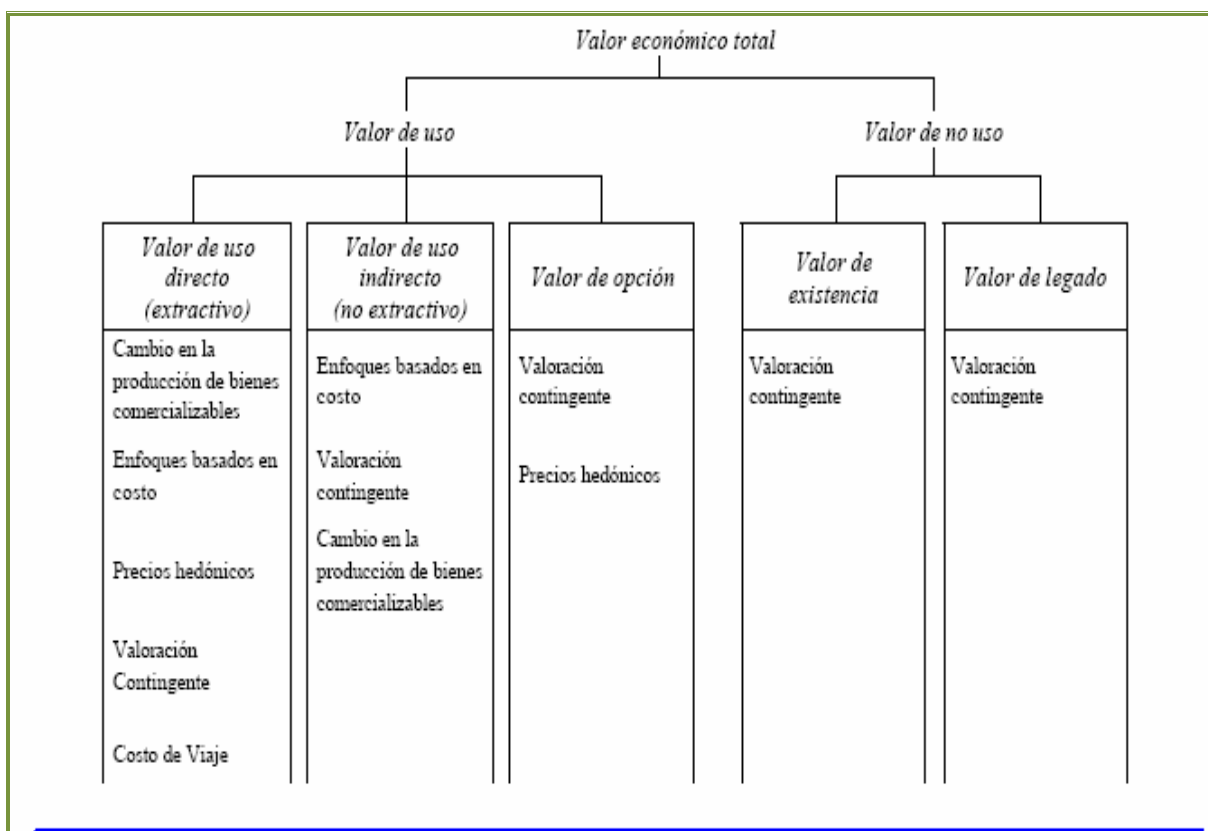 Valor económico total
Valor de uso
Valor de no uso
Valor de uso
directo
(extractivo)
Valor de uso
indirecto
(no extractivo)
Valor de opción
Valor de
existencia
Valor de legado
Cambio en la
producción de bienes
comercializables
Enfoques basados en
costo
Precios hedónicos
Valoración
Contingente
Costo de Viaje
Enfoques basados en
costo
Valoración
contingente
Cambio en la
producción de bienes
comercializables
Valoración
contingente
Precios hedónicos
Valoración
contingente
Valoración
contingente